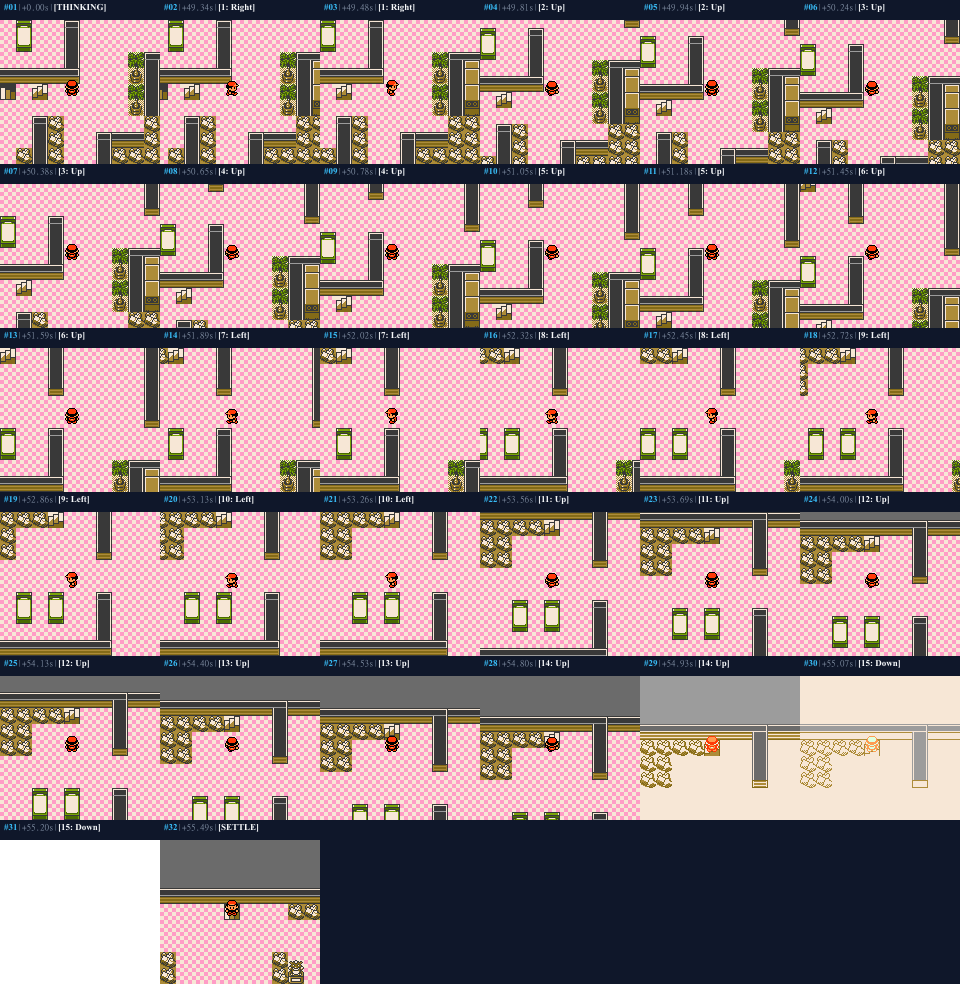 #01|+0.00s| [THINKING]
#02|+49.34s| [1: Right]
#03|+49.48s| [1: Right]
#04|+49.81s| [2: Up]
#05|+49.94s| [2: Up]
#06|+50.24s| [3: Up]
#07|+50.38s| [3: Up]
#08|+50.65s| [4: Up]
#09|+50.78s| [4: Up]
#10|+51.05s| [5: Up]
#11|+51.18s| [5: Up]
#12|+51.45s| [6: Up]
#13|+51.59s| [6: Up]
#14|+51.89s| [7: Left]
#15|+52.02s| [7: Left]
#16|+52.32s| [8: Left]
#17|+52.45s| [8: Left]
#18|+52.72s| [9: Left]
#19|+52.86s| [9: Left]
#20|+53.13s| [10: Left]
#21|+53.26s| [10: Left]
#22|+53.56s| [11: Up]
#23|+53.69s| [11: Up]
#24|+54.00s| [12: Up]
#25|+54.13s| [12: Up]
#26|+54.40s| [13: Up]
#27|+54.53s| [13: Up]
#28|+54.80s| [14: Up]
#29|+54.93s| [14: Up]
#30|+55.07s| [15: Down]
#31|+55.20s| [15: Down]
#32|+55.49s| [SETTLE]